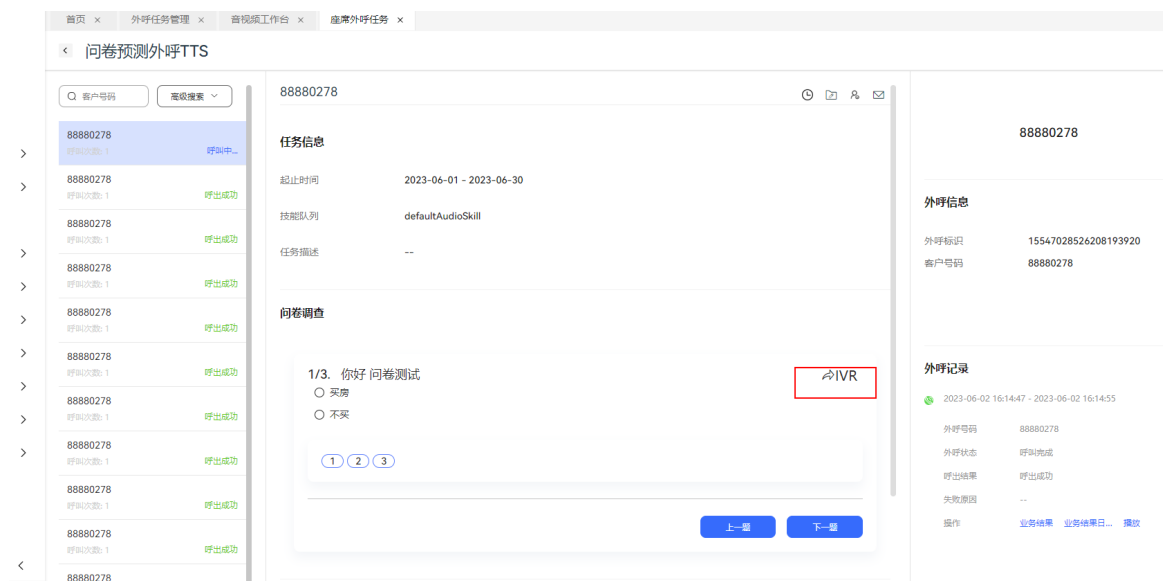 首页 × 外呼任务管理 × 音视频工作台 × 座席外呼任务 ×
问卷预测外呼TTS
客户号码 高级搜索
88880278
呼叫次数: 1 呼叫中...
88880278
呼叫次数: 1 呼出成功
88880278
呼叫次数: 1 呼出成功
88880278
呼叫次数: 1 呼出成功
88880278
呼叫次数: 1 呼出成功
88880278
呼叫次数: 1 呼出成功
88880278
呼叫次数: 1 呼出成功
88880278
呼叫次数: 1 呼出成功
88880278
呼叫次数: 1 呼出成功
88880278
呼叫次数: 1 呼出成功
88880278
88880278
任务信息
起止时间 2023-06-01 - 2023-06-30
技能队列 defaultAudioSkill
任务描述 --
问卷调查
1/3. 你好 问卷测试 IVR
买房
不买
1 2 3
上一题 下一题
88880278
外呼信息
外呼标识 15547028526208193920
客户号码 88880278
外呼记录
2023-06-02 16:14:47 - 2023-06-02 16:14:55
外呼号码 88880278
外呼状态 呼叫完成
呼出结果 呼出成功
失败原因 --
操作 业务结果 业务结果日... 播放